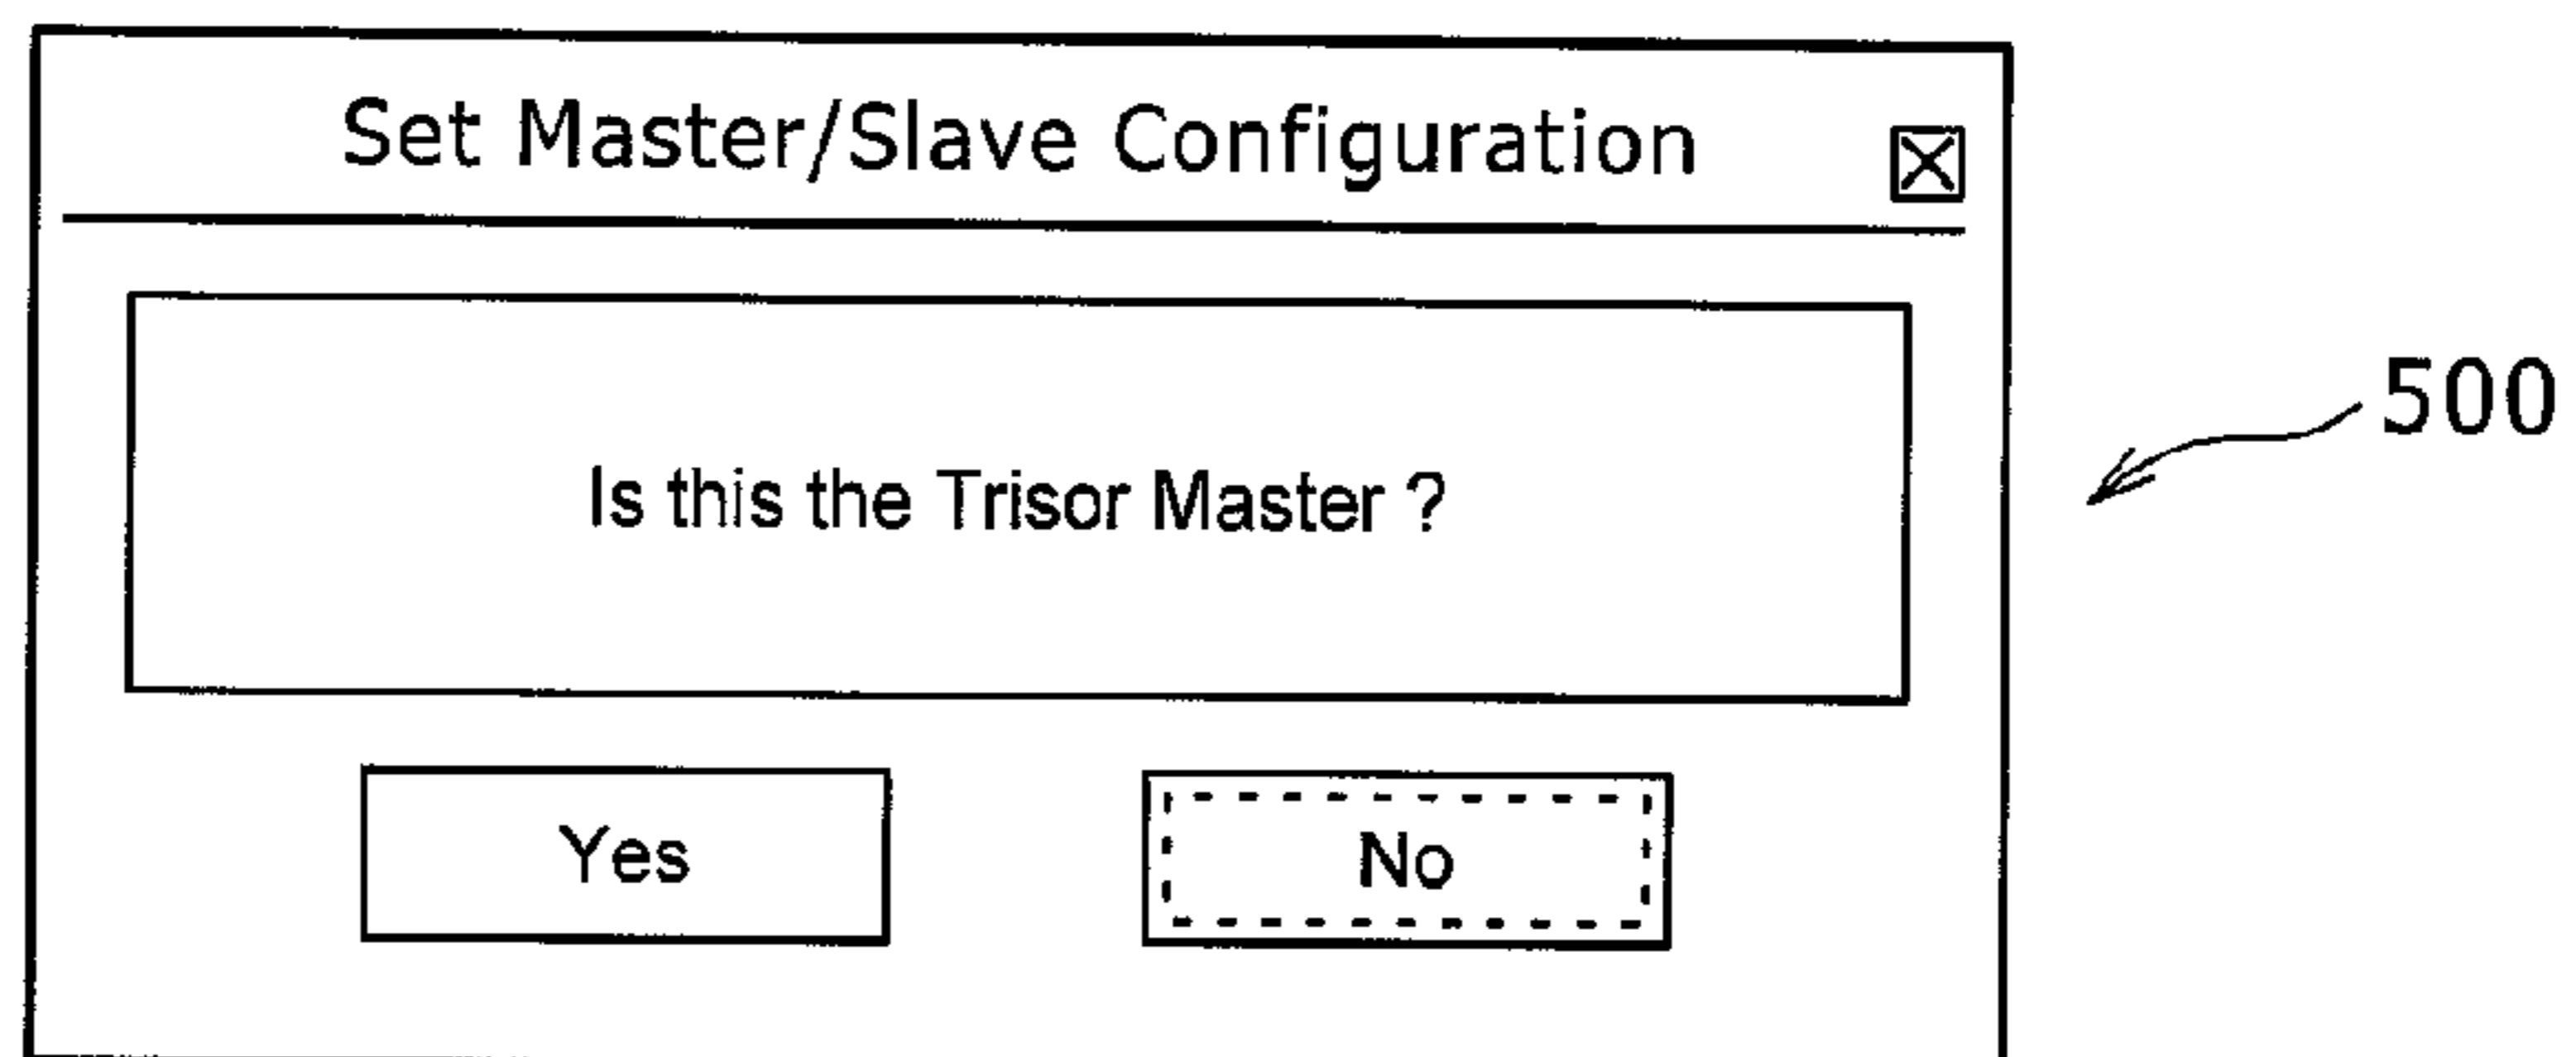 Set Master/Slave Configuration
Is this the Trisor Master ?
500
Yes
No